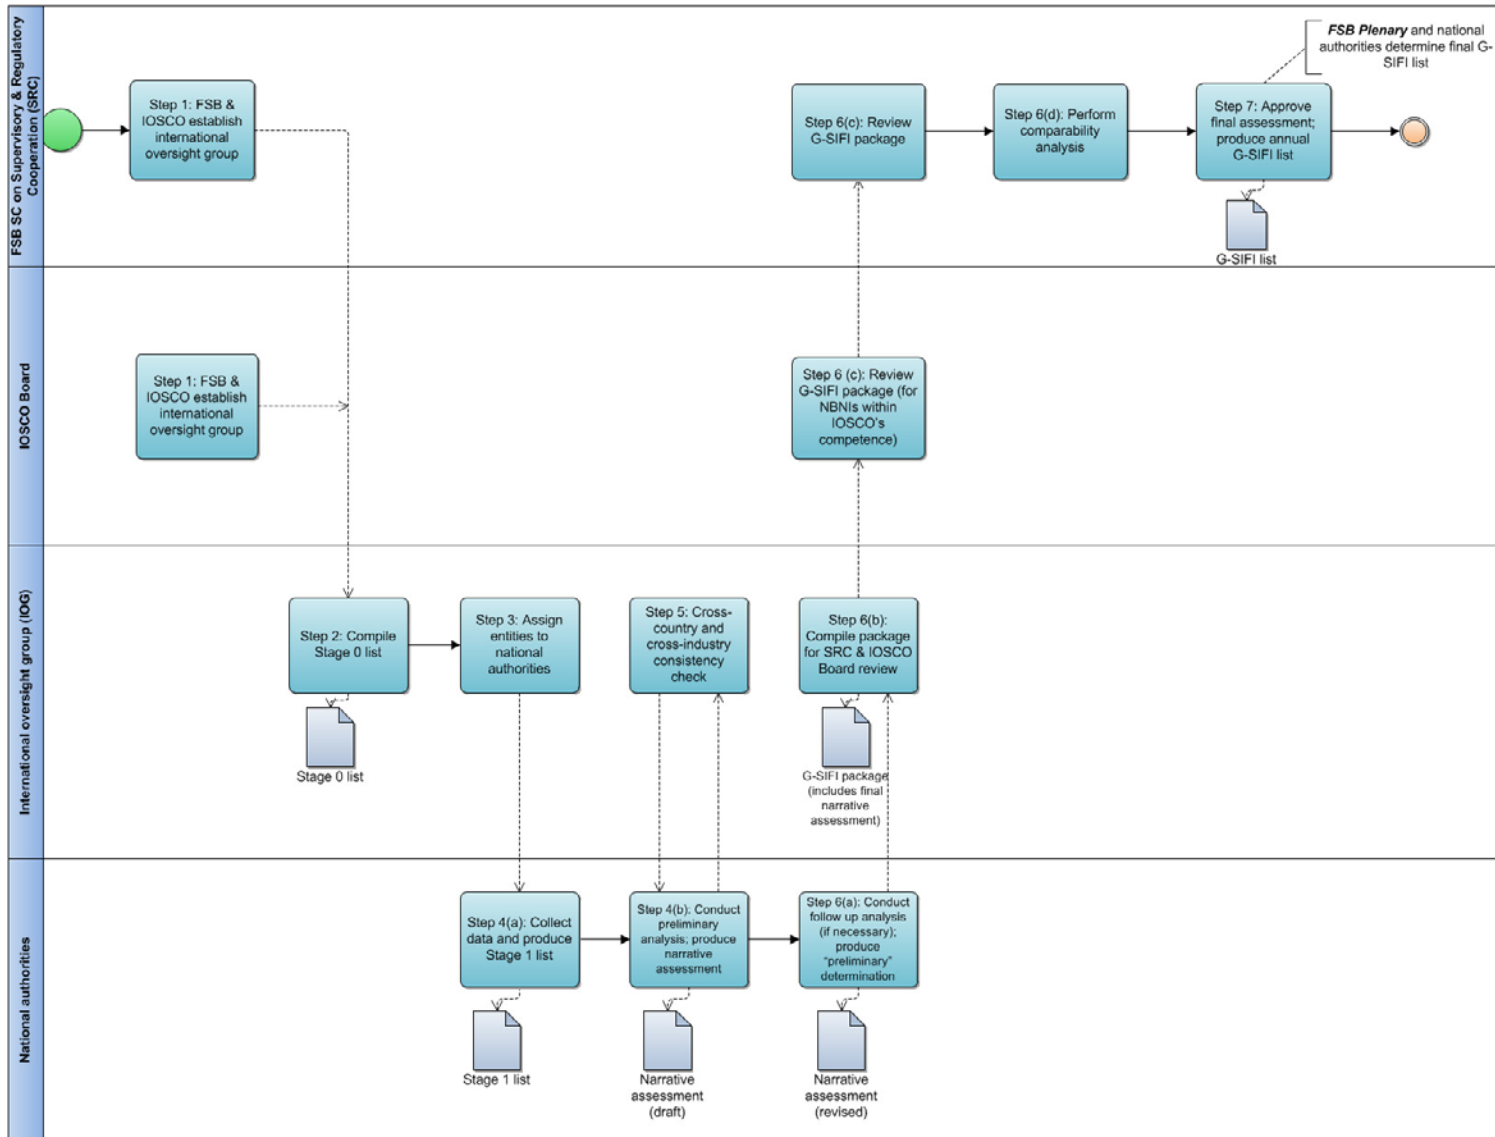 FSB SC on Supervisory & Regulatory
Cooperation (SRC)
Step 1: FSB &
IOSCO establish
international
oversight group
Step 6(c): Review
G-SIFI package
Step 6(d): Perform
comparability
analysis
Step 7: Approve
final assessment;
produce annual
G-SIFI list
FSB Plenary and national
authorities determine final G-
SIFI list
G-SIFI list
IOSCO Board
Step 1: FSB &
IOSCO establish
international
oversight group
Step 6 (c): Review
G-SIFI package (for
NBNIs within
IOSCO's
competence)
International oversight group (IOG)
Step 2: Compile
Stage 0 list
Stage 0 list
Step 3: Assign
entities to
national
authorities
Step 5: Cross-
country and
cross-industry
consistency
check
Step 6(b):
Compile package
for SRC & IOSCO
Board review
G-SIFI package
(includes final
narrative
assessment)
National authorities
Step 4(a): Collect
data and produce
Stage 1 list
Stage 1 list
Step 4(b): Conduct
preliminary
analysis; produce
narrative
assessment
Narrative
assessment
(draft)
Step 6(a): Conduct
follow up analysis
(if necessary);
produce
"preliminary"
determination
Narrative
assessment
(revised)